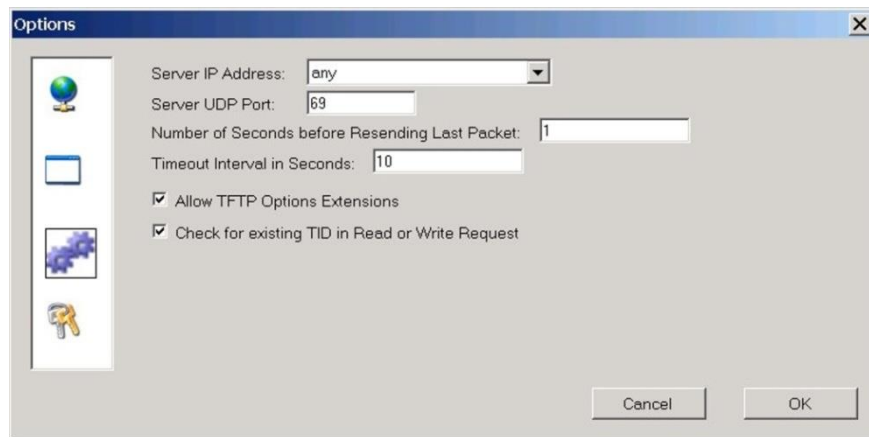 Options
Server IP Address: any
Server UDP Port: 69
Number of Seconds before Resending Last Packet: 1
Timeout Interval in Seconds: 10
Allow TFTP Options Extensions
Check for existing TID in Read or Write Request
Cancel OK